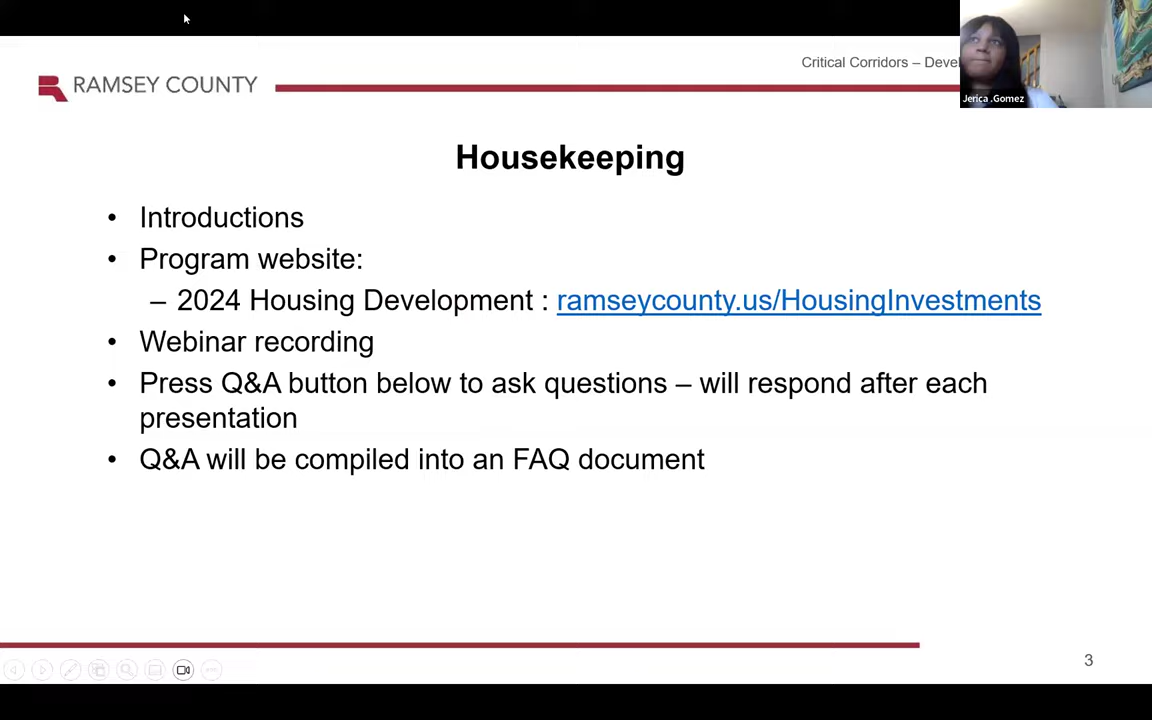 Critical Corridors – Deve
RAMSEY COUNTY
Jerica .Gomez
Housekeeping
• Introductions
• Program website:
– 2024 Housing Development : ramseycounty.us/HousingInvestments
• Webinar recording
• Press Q&A button below to ask questions – will respond after each
presentation
• Q&A will be compiled into an FAQ document
3